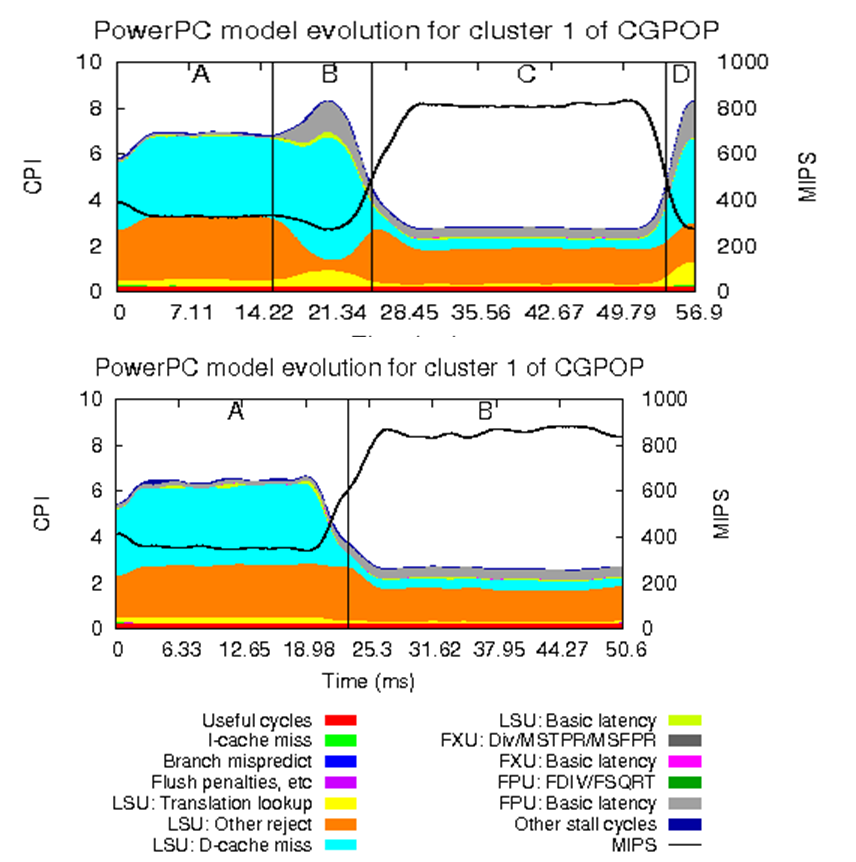 PowerPC model evolution for cluster 1 of CGPOP
10 A B C D 1000
8 800
6 600
CPI MIPS
4 400
2 200
0 0
0 7.11 14.22 21.34 28.45 35.56 42.67 49.79 56.9
PowerPC model evolution for cluster 1 of CGPOP
10 A B 1000
8 800
6 600
CPI MIPS
4 400
2 200
0 0
0 6.33 12.65 18.98 25.3 31.62 37.95 44.27 50.6
Time (ms)
Useful cycles
I-cache miss
Branch mispredict
Flush penalties, etc
LSU: Translation lookup
LSU: Other reject
LSU: D-cache miss
LSU: Basic latency
FXU: Div/MSTPR/MSFPR
FXU: Basic latency
FPU: FDIV/FSQRT
FPU: Basic latency
Other stall cycles
MIPS